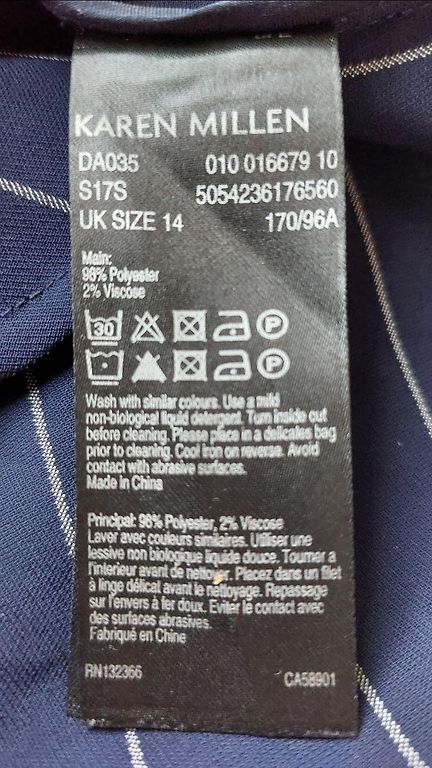 KAREN MILLEN
DA035 010 016679 10
S17S 5054236176560
UK SIZE 14 170/96A
Main:
98% Polyester
2% Viscose
30 P
P
Wash with similar colours. Use a mild
non-biological liquid detergent. Turn inside out
before cleaning. Please place in a delicates bag
prior to cleaning. Cool iron on reverse. Avoid
contact with abrasive surfaces.
Made in China
Principal: 98% Polyester, 2% Viscose
Laver avec couleurs similaires. Utiliser une
lessive non biologique liquide douce. Tourner a
l'interieur avant de nettoyer. Placez dans un filet
à linge délicat avant le nettoyage. Repassage
sur l'envers à fer doux. Eviter le contact avec
des surfaces abrasives.
Fabriqué en Chine
RN132366 CA58901